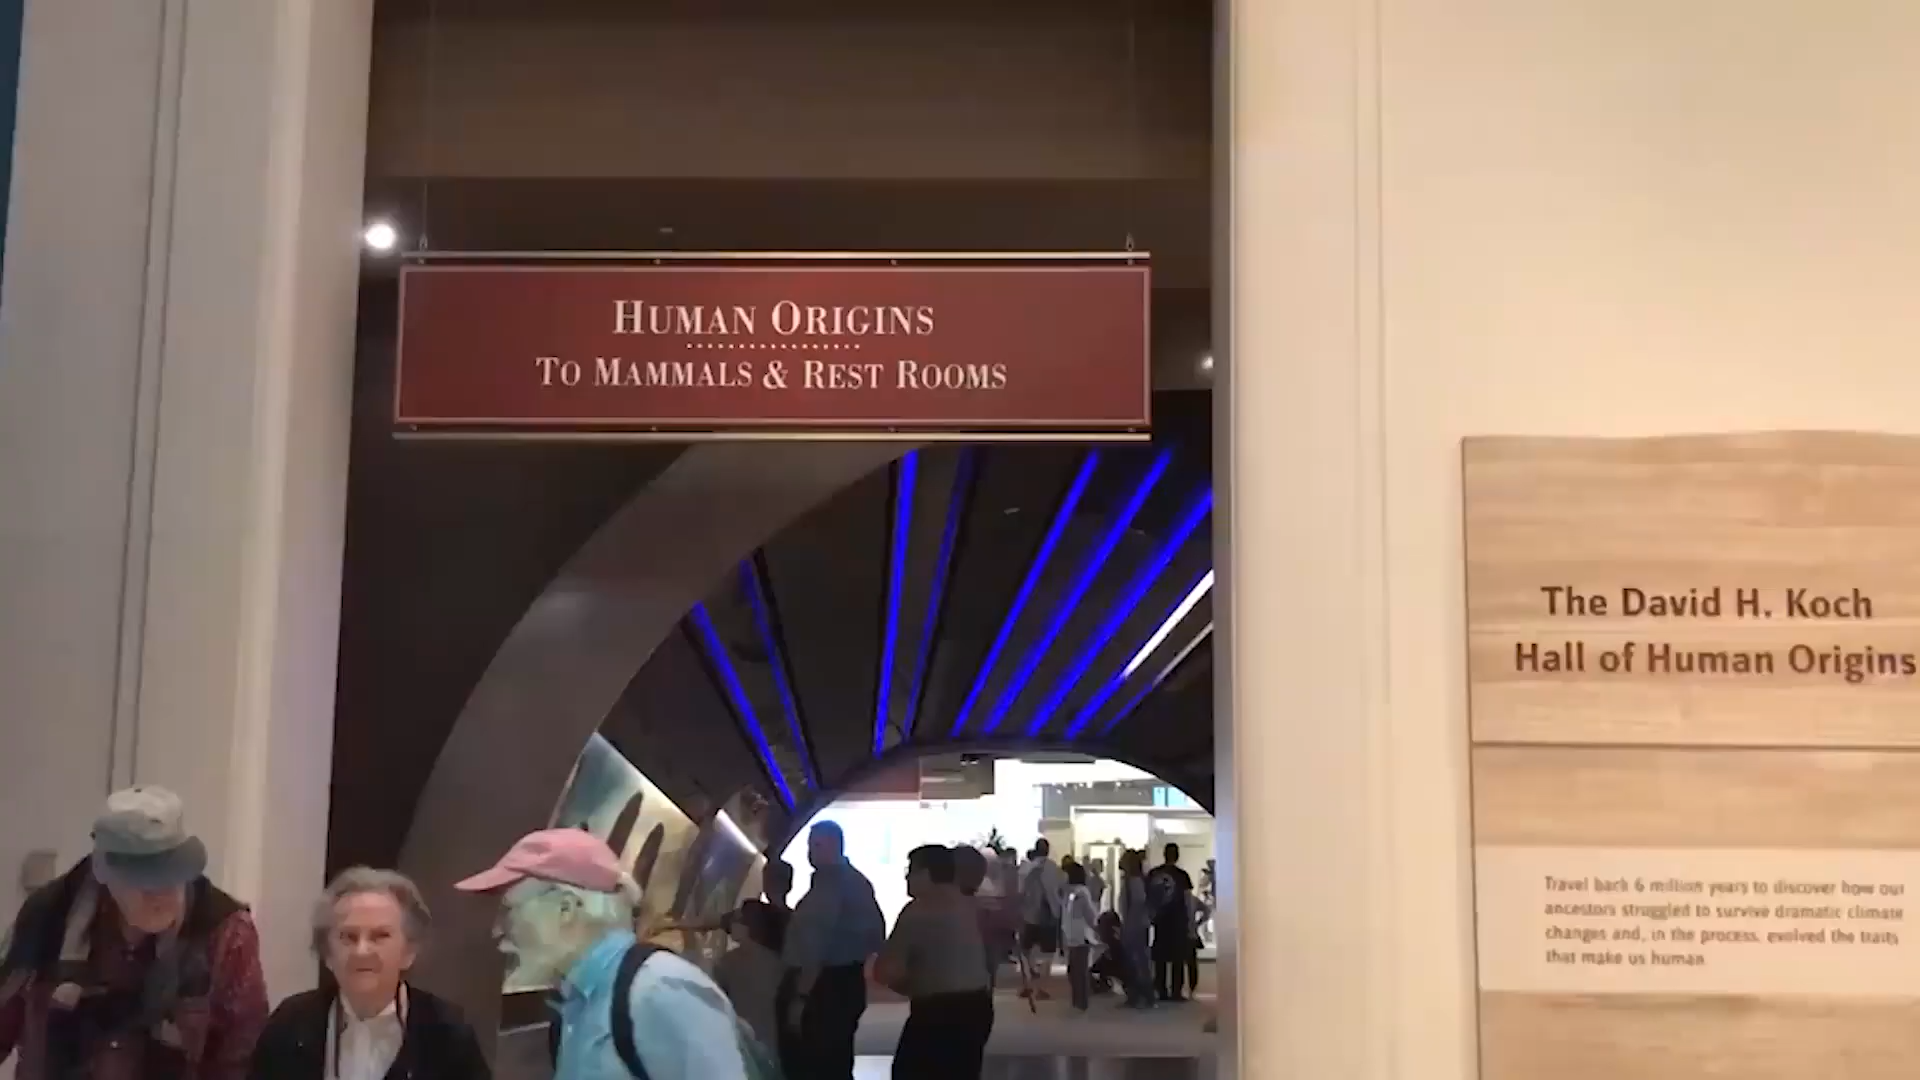 HUMAN ORIGINS
TO MAMMALS & REST ROOMS
The David H. Koch
Hall of Human Origins
Travel back 6 million years to discover how our
ancestors struggled to survive dramatic climate
changes and, in the process, evolved the traits
that make us human